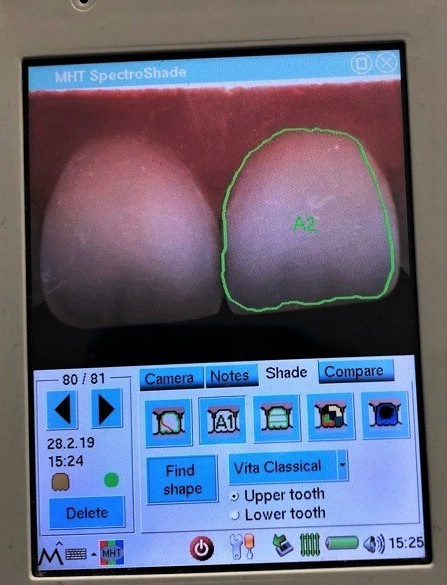 MHT SpectroShade
A2
80 / 81
Camera
Notes
Shade
Compare
A1
28.2.19
15:24
Find
shape
Vita Classical
Upper tooth
Lower tooth
Delete
MHT
15:25